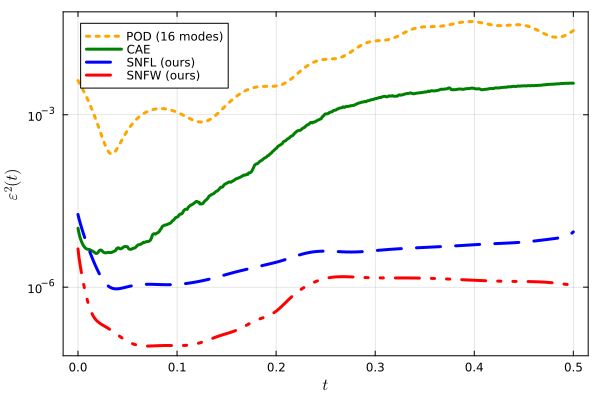 POD (16 modes)
CAE
SNFL (ours)
SNFW (ours)
10⁻³
10⁻⁶
ε²(t)
0.0 0.1 0.2 0.3 0.4 0.5
t